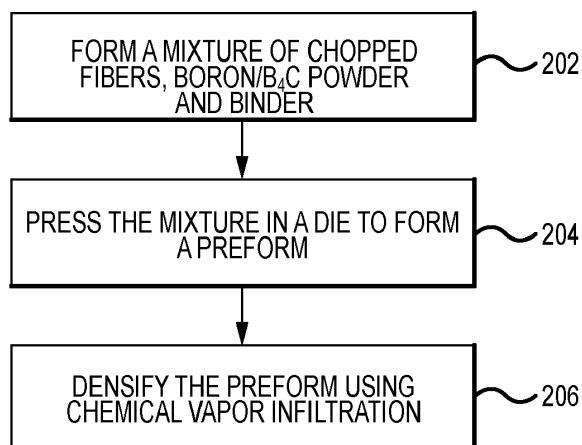 FORM A MIXTURE OF CHOPPED
FIBERS, BORON/B₄C POWDER
AND BINDER
202
PRESS THE MIXTURE IN A DIE TO FORM
A PREFORM
204
DENSIFY THE PREFORM USING
CHEMICAL VAPOR INFILTRATION
206